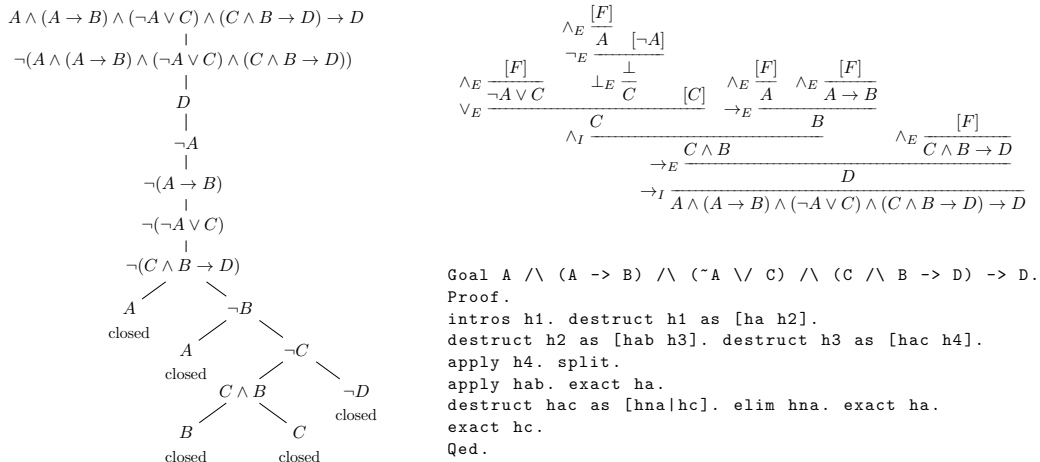 A ∧ (A → B) ∧ (¬A ∨ C) ∧ (C ∧ B → D) → D
¬(A ∧ (A → B) ∧ (¬A ∨ C) ∧ (C ∧ B → D))
D
¬A
¬(A → B)
¬(¬A ∨ C)
¬(C ∧ B → D)
A ¬B
closed
A ¬C
closed
C ∧ B ¬D
closed
B C
closed closed
[F]
∧E A [¬A]
¬E
[F] ⊥ [F] [F]
∧E ¬A ∨ C ⊥E C [C] ∧E A ∧E A → B
∨E C →E B [F]
∧I C ∧ B ∧E C ∧ B → D
→E D
→I A ∧ (A → B) ∧ (¬A ∨ C) ∧ (C ∧ B → D) → D
Goal A /\ (A -> B) /\ (~A \/ C) /\ (C /\ B -> D) -> D.
Proof.
intros h1. destruct h1 as [ha h2].
destruct h2 as [hab h3]. destruct h3 as [hac h4].
apply h4. split.
apply hab. exact ha.
destruct hac as [hna|hc]. elim hna. exact ha.
exact hc.
Qed.